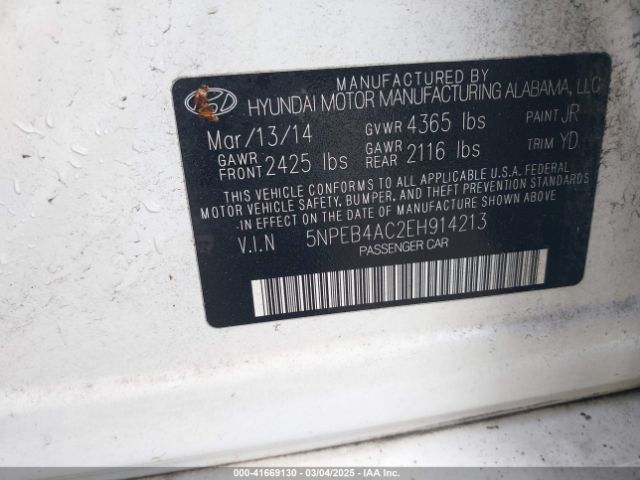 MANUFACTURED BY
HYUNDAI MOTOR MANUFACTURING ALABAMA, LLC
Mar/13/14 GVWR 4365 lbs PAINT JR
GAWR FRONT 2425 lbs GAWR REAR 2116 lbs TRIM YD
THIS VEHICLE CONFORMS TO ALL APPLICABLE U.S.A. FEDERAL
MOTOR VEHICLE SAFETY, BUMPER, AND THEFT PREVENTION STANDARDS
IN EFFECT ON THE DATE OF MANUFACTURE SHOWN ABOVE.
V.I.N 5NPEB4AC2EH914213
PASSENGER CAR
00-41669130 - 03/04/2025 - IAA Inc.